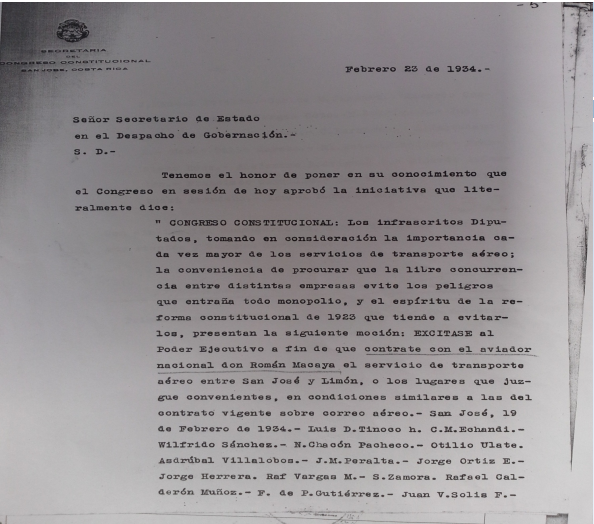 - 5
SECRETARIA
DEL
CONGRESO CONSTITUCIONAL
SAN JOSE, COSTA RICA
Febrero 23 de 1934.-
Señor Secretario de Estado
en el Despacho de Gobernación.-
S. D.-
Tenemos el honor de poner en su conocimiento que
el Congreso en sesión de hoy aprobó la iniciativa que lite-
ralmente dice:
" CONGRESO CONSTITUCIONAL: Los infrascritos Dipu-
tados, tomando en consideración la importancia ca-
da vez mayor de los servicios de transporte aéreo;
la conveniencia de procurar que la libre concurren-
cia entre distintas empresas evite los peligros
que entraña todo monopolio, y el espíritu de la re-
forma constitucional de 1923 que tiende a evitar-
los, presentan la siguiente moción: EXCITASE al
Poder Ejecutivo a fin de que contrate con el aviador
nacional don Román Macaya el servicio de transporte
aéreo entre San José y Limón, o los lugares que juz-
gue convenientes, en condiciones similares a las del
contrato vigente sobre correo aéreo.- San José, 19
de Febrero de 1934.- Luis D.Tinoco h. C.M.Echandi.-
Wilfrido Sánchez.- N.Chacón Pacheco.- Otilio Ulate.
Asdrúbal Villalobos.- J.M.Peralta.- Jorge Ortiz E.-
Jorge Herrera. Raf Vargas M.- S.Zamora. Rafael Cal-
derón Muñoz.- F. de P.Gutiérrez.- Juan V.Solis F.-